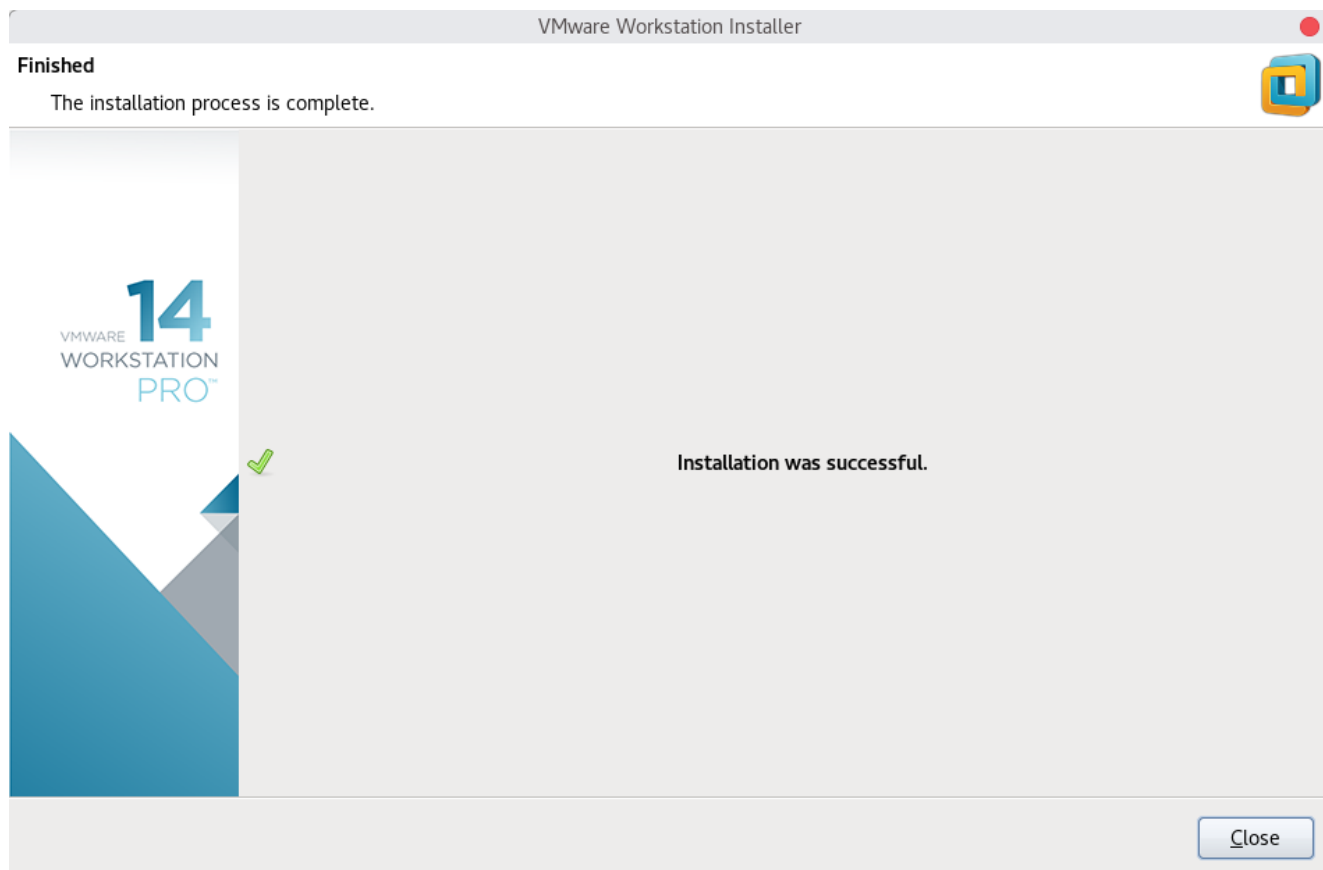 VMware Workstation Installer
Finished
The installation process is complete.
14
VMWARE
WORKSTATION
PRO™
Installation was successful.
Close